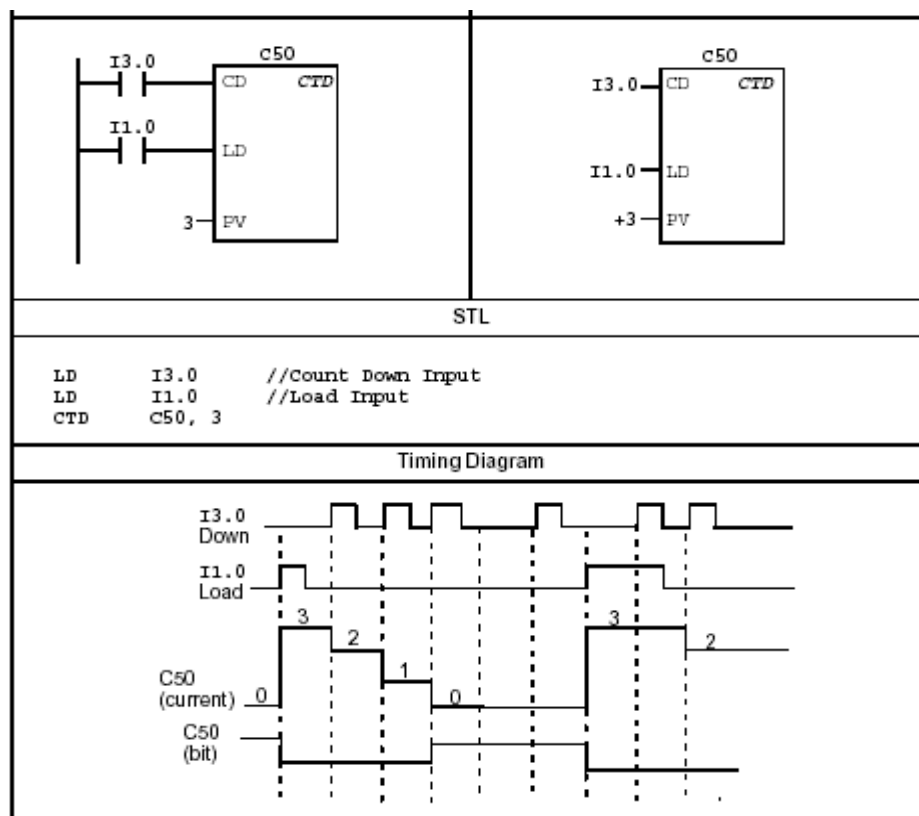 C50
I3.0
CD CTD
I1.0
LD
3 PV
C50
I3.0 CD CTD
I1.0 LD
+3 PV
STL
LD I3.0 //Count Down Input
LD I1.0 //Load Input
CTD C50, 3
Timing Diagram
I3.0
Down
I1.0
Load
3
2
1
0
3
2
C50
(current)
0
C50
(bit)